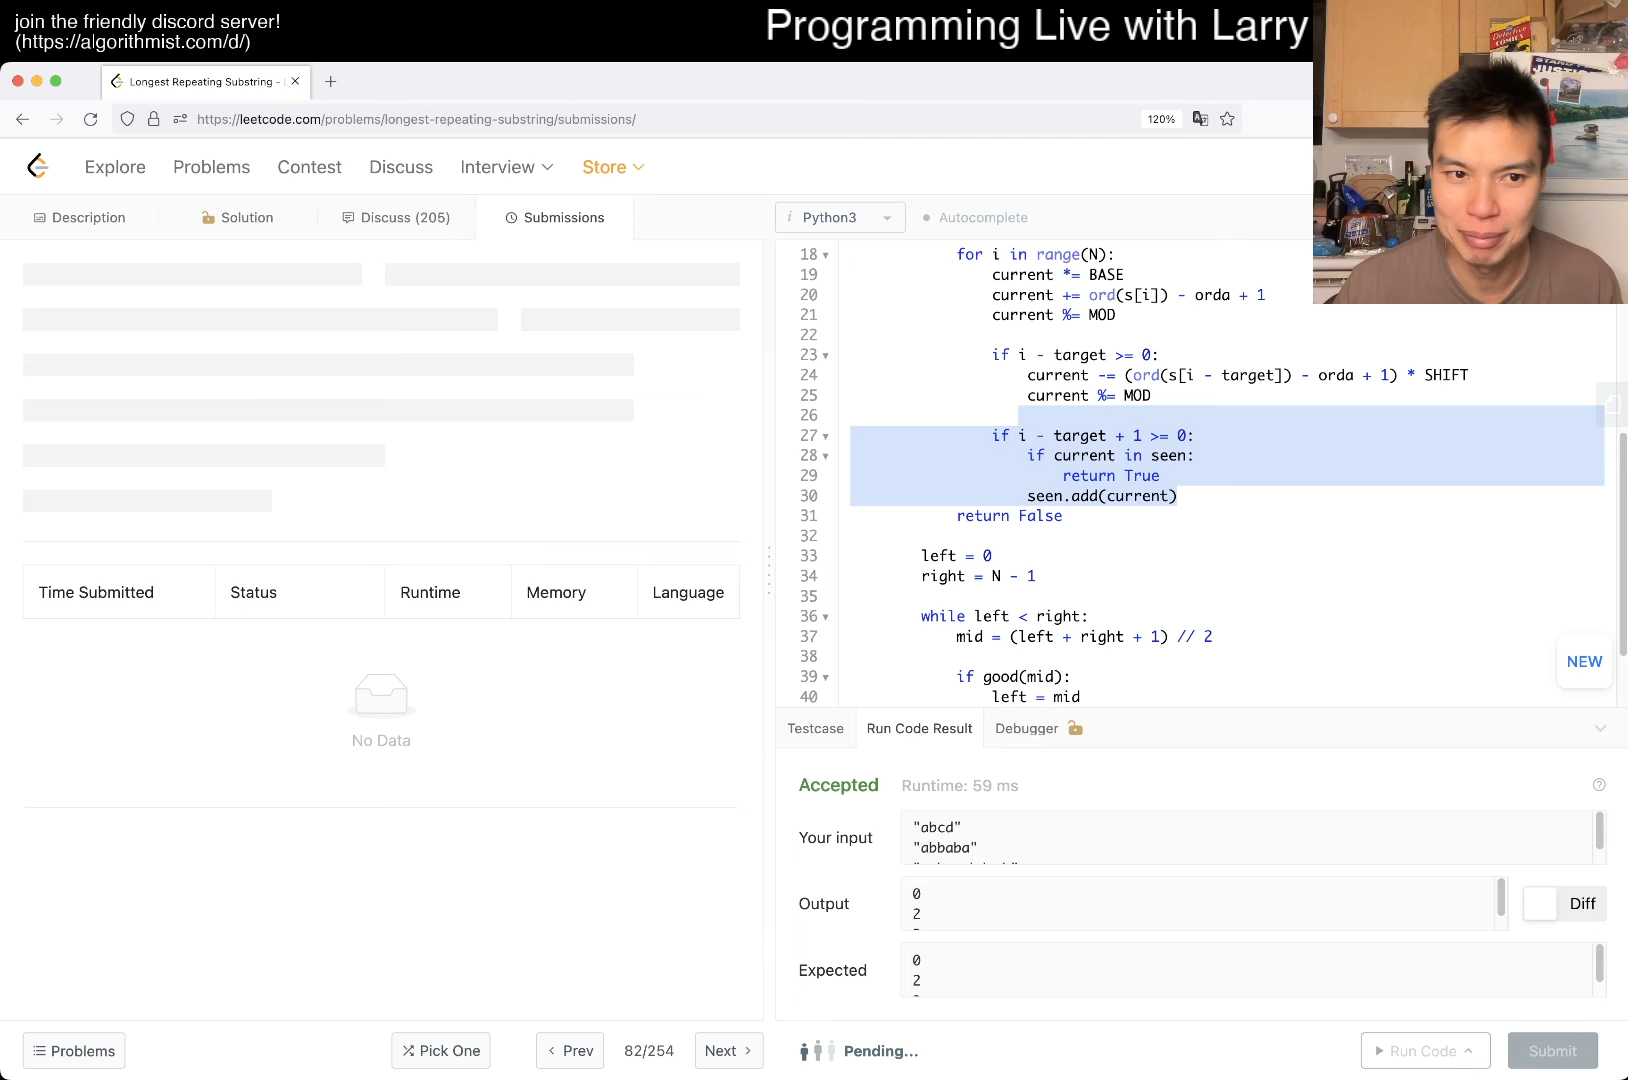 join the friendly discord server!
(https://algorithmist.com/d/)
Programming Live with Larry
Longest Repeating Substring -
https://leetcode.com/problems/longest-repeating-substring/submissions/
120%
Explore
Problems
Contest
Discuss
Interview
Store
Description
Solution
Discuss (205)
Submissions
i Python3
Autocomplete
18 for i in range(N):
19 current *= BASE
20 current += ord(s[i]) - orda + 1
21 current %= MOD
22
23 if i - target >= 0:
24 current -= (ord(s[i - target]) - orda + 1) * SHIFT
25 current %= MOD
26
27 if i - target + 1 >= 0:
28 if current in seen:
29 return True
30 seen.add(current)
31 return False
32
33 left = 0
34 right = N - 1
35
36 while left < right:
37 mid = (left + right + 1) // 2
38
39 if good(mid):
40 left = mid
NEW
Time Submitted
Status
Runtime
Memory
Language
No Data
Testcase
Run Code Result
Debugger
Accepted
Runtime: 59 ms
Your input
"abcd"
"abbaba"
Output
0
2
Diff
Expected
0
2
Problems
Pick One
Prev
82/254
Next
Pending...
Run Code
Submit
DETECTIVE
COMICS